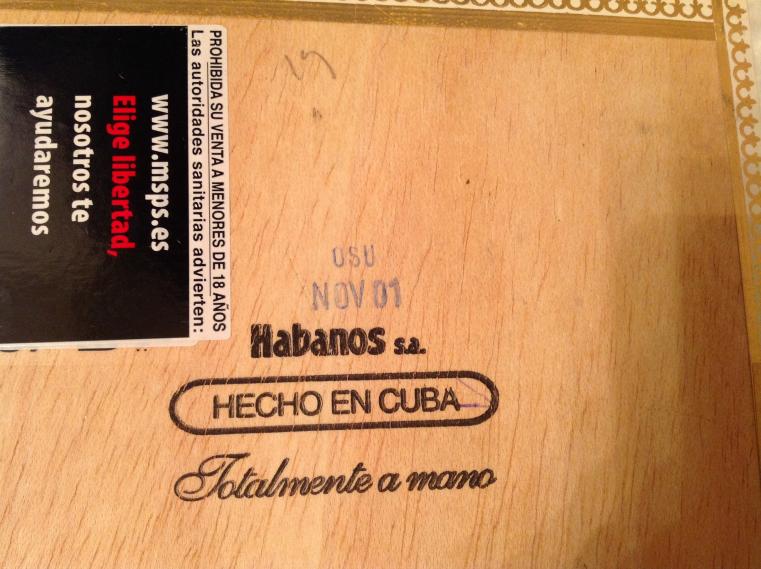 PROHIBIDA SU VENTA A MENORES DE 18 AÑOS
Las autoridades sanitarias advierten:
www.msps.es
Elige libertad,
nosotros te
ayudaremos
OSU
NOV 01
Habanos s.a.
HECHO EN CUBA
Totalmente a mano